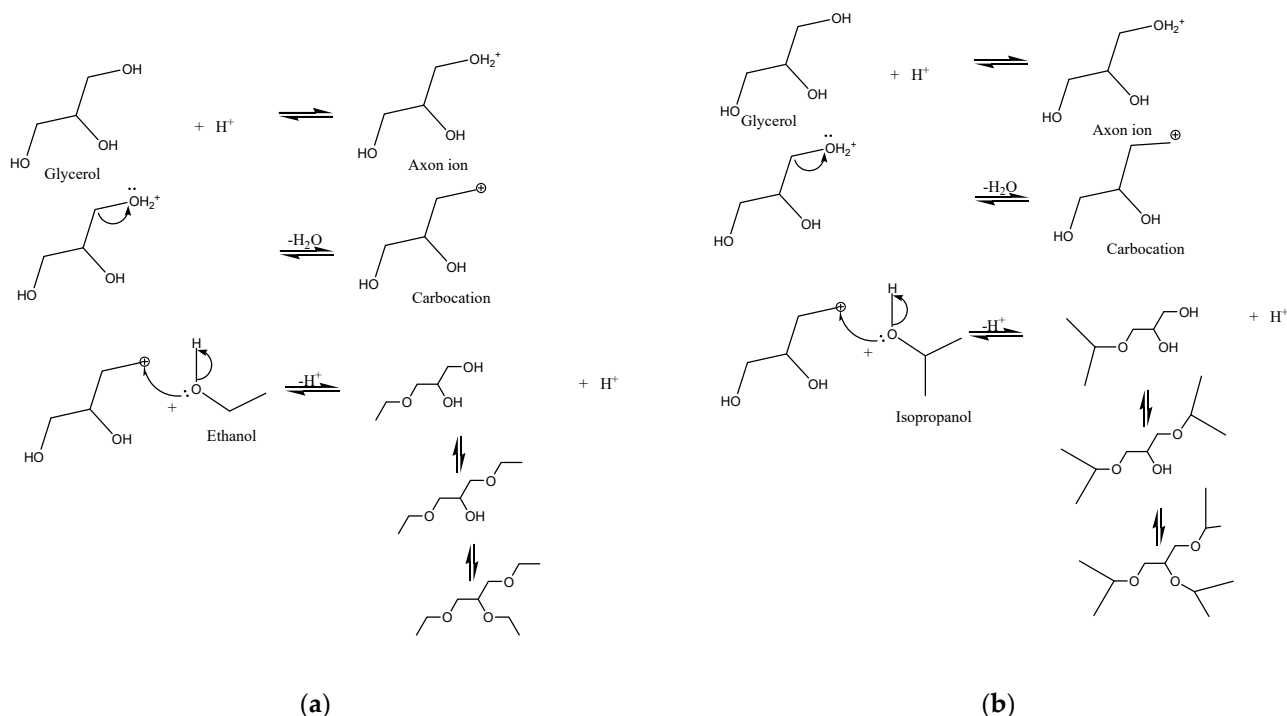 OH
HO
OH
Glycerol
+ H⁺
OH₂⁺
HO
OH
Axon ion
OH₂⁺
HO
OH
-H₂O
HO
OH
Carbocation
HO
OH
+
H
O
Ethanol
-H⁺
OH
O
OH
+ H⁺
O
O
OH
O
O
O
(a)
OH
HO
OH
Glycerol
+ H⁺
OH₂⁺
HO
OH
Axon ion
OH₂⁺
HO
OH
-H₂O
HO
OH
Carbocation
HO
OH
+
H
O
Isopropanol
-H⁺
OH
O
OH
+ H⁺
O
O
OH
O
O
O
(b)